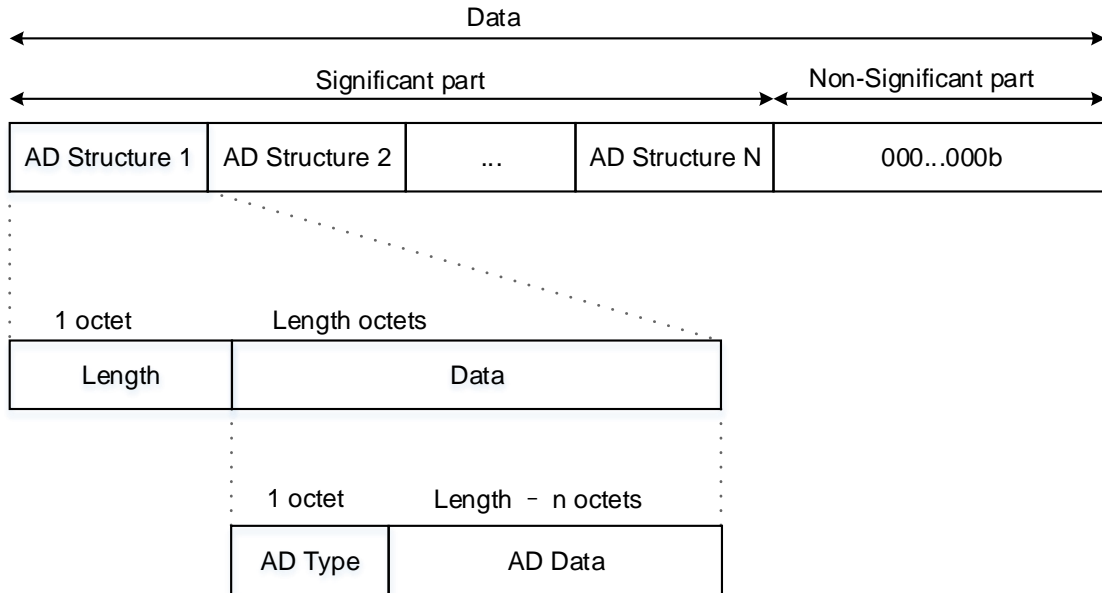 Data
Significant part
Non-Significant part
AD Structure 1
AD Structure 2
...
AD Structure N
000...000b
1 octet
Length octets
Length
Data
1 octet
Length - n octets
AD Type
AD Data